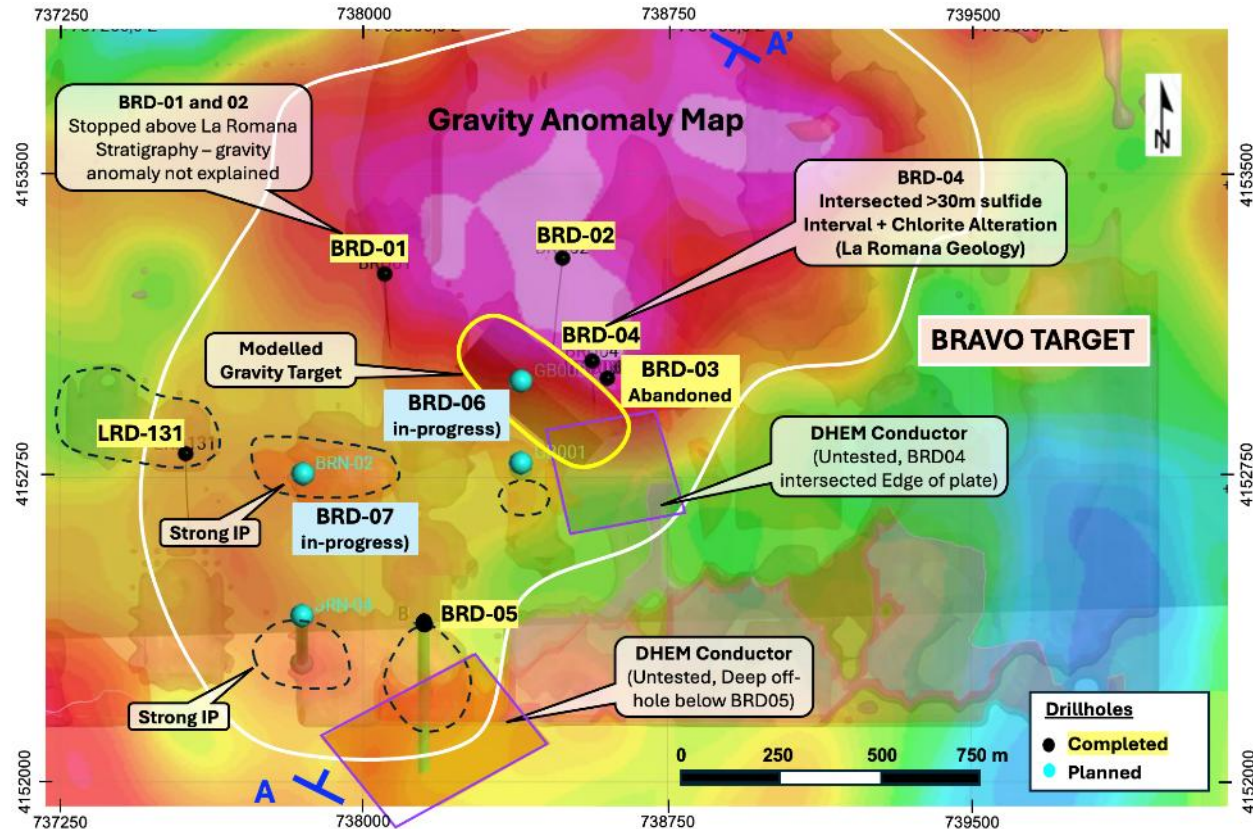 737250
738000
738750
739500
A'
Gravity Anomaly Map
N
BRD-01 and 02
Stopped above La Romana
Stratigraphy – gravity
anomaly not explained
4153500
4153500
BRD-04
Intersected >30m sulfide
Interval + Chlorite Alteration
(La Romana Geology)
BRD-01
BRD-02
BRD-04
BRAVO TARGET
Modelled
Gravity Target
BRD-03
Abandoned
BRD-06
in-progress)
LRD-131
DHEM Conductor
(Untested, BRD04
intersected Edge of plate)
BRN-02
4152750
4152750
Strong IP
BRD-07
in-progress)
BRN-04
BRD-05
DHEM Conductor
(Untested, Deep off-
hole below BRD05)
Strong IP
Drillholes
Completed
Planned
0
250
500
750 m
A
4152000
4152000
737250
738000
738750
739500